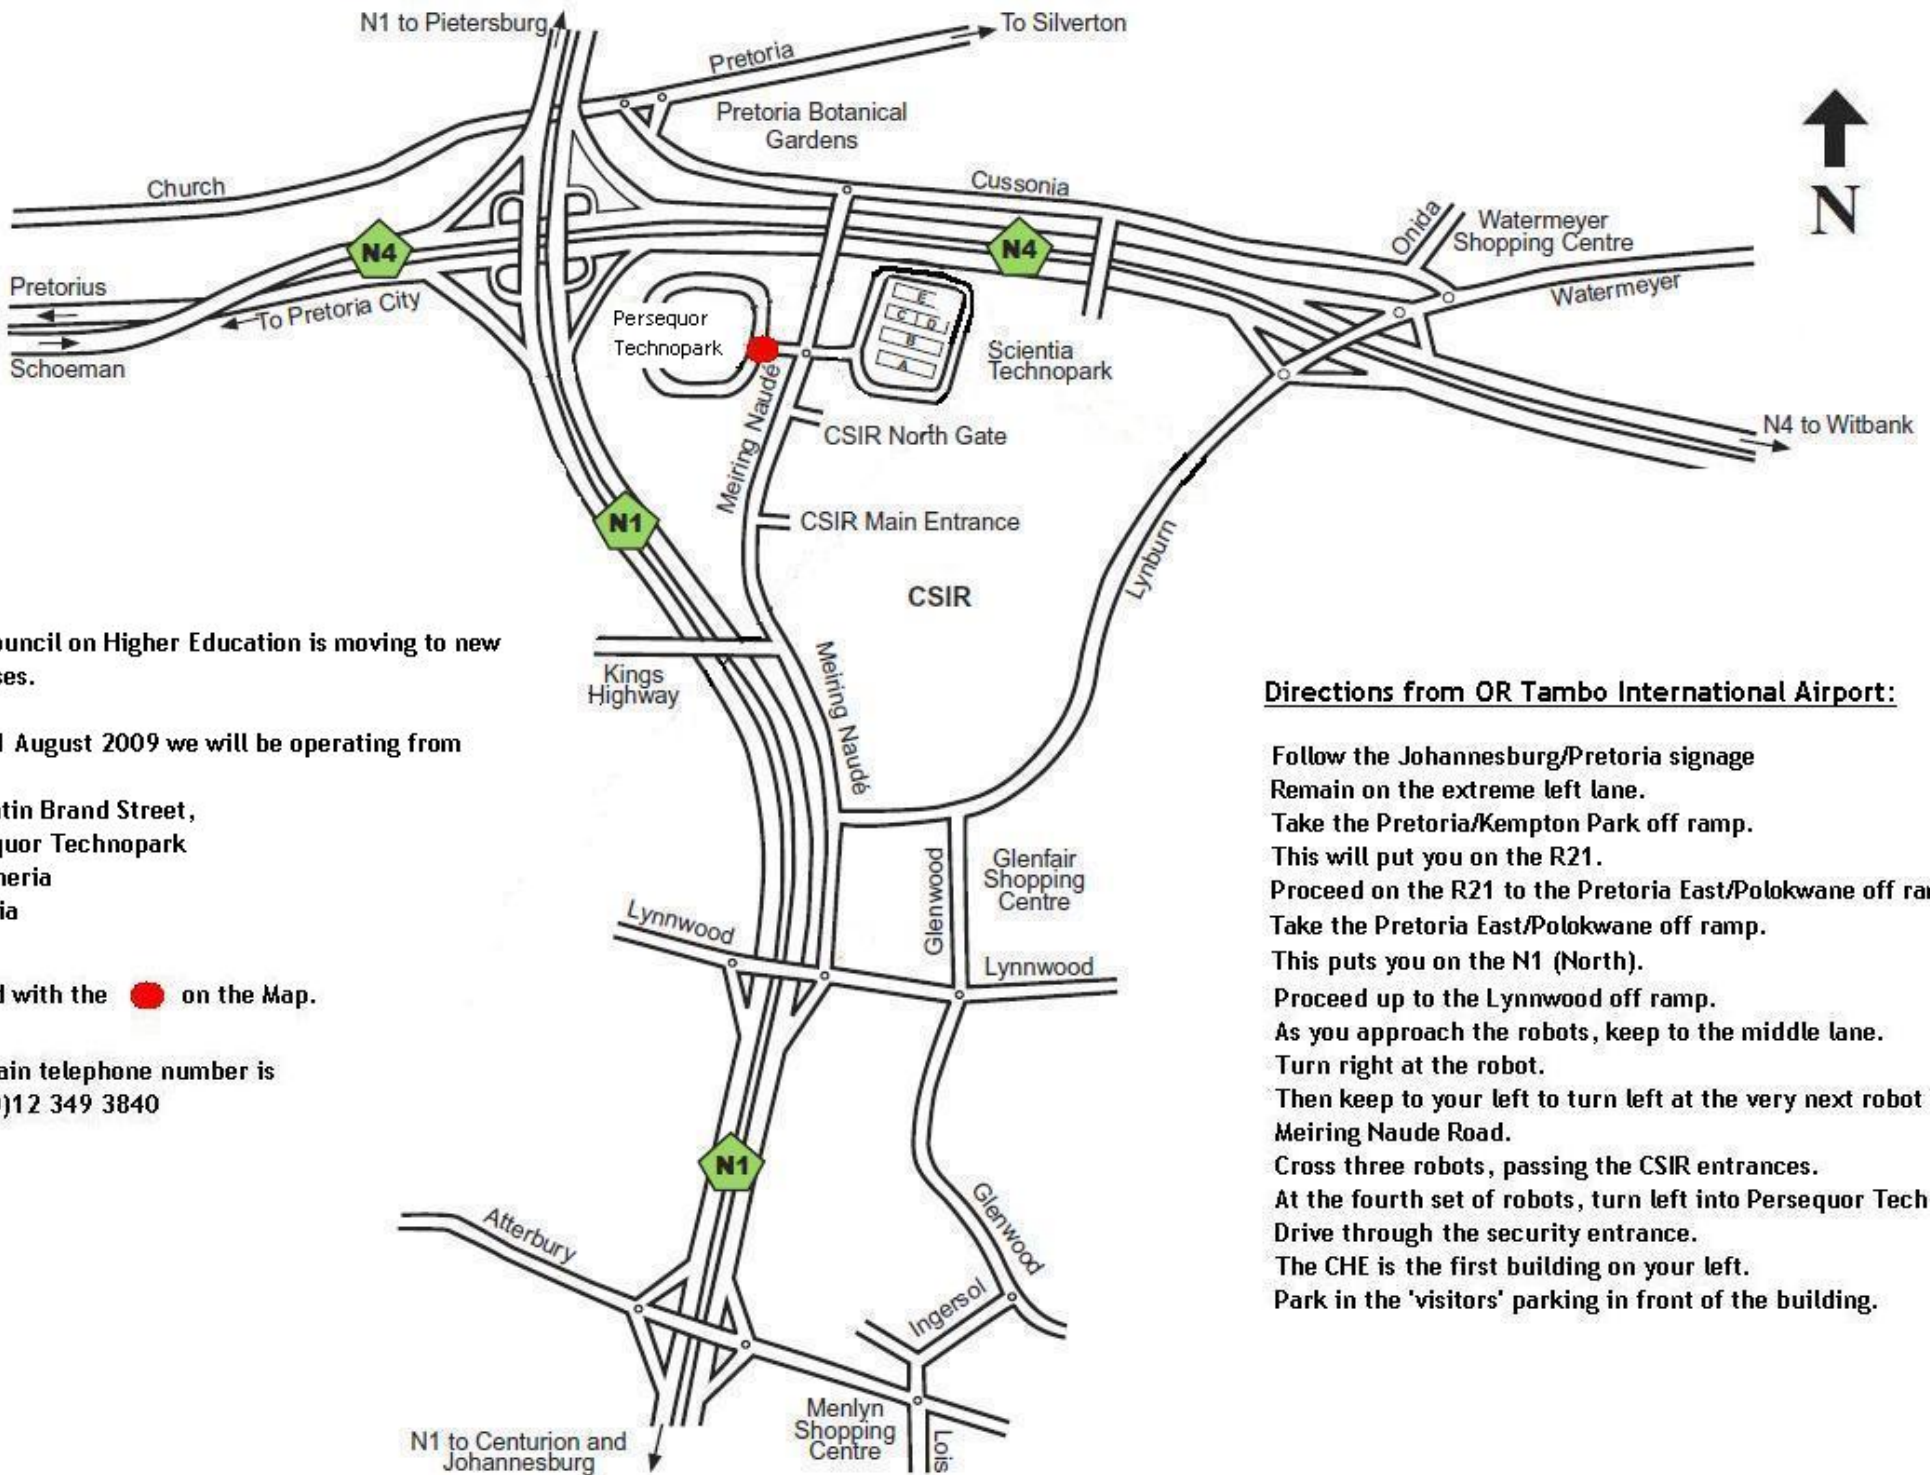 N1 to Pietersburg
To Silverton
Pretoria
Pretoria Botanical
Gardens
Church
Cussonia
N
Onida
Watermeyer
Shopping Centre
Watermeyer
N4
N4
Pretorius
To Pretoria City
Schoeman
Persequor
Technopark
E
C D
B
A
Scientia
Technopark
Meiring Naudé
CSIR North Gate
N4 to Witbank
N1
CSIR Main Entrance
CSIR
Lynburn
Kings
Highway
Meiring Naudé
ouncil on Higher Education is moving to new
ses.
August 2009 we will be operating from
tin Brand Street,
quor Technopark
neria
ia
d with the on the Map.
ain telephone number is
)12 349 3840
Glenwood
Glenfair
Shopping
Centre
Lynnwood
Lynnwood
N1
Glenwood
Atterbury
Ingersol
Menlyn
Shopping
Centre
Lois
N1 to Centurion and
Johannesburg
Directions from OR Tambo International Airport:
Follow the Johannesburg/Pretoria signage
Remain on the extreme left lane.
Take the Pretoria/Kempton Park off ramp.
This will put you on the R21.
Proceed on the R21 to the Pretoria East/Polokwane off ra
Take the Pretoria East/Polokwane off ramp.
This puts you on the N1 (North).
Proceed up to the Lynnwood off ramp.
As you approach the robots, keep to the middle lane.
Turn right at the robot.
Then keep to your left to turn left at the very next robot
Meiring Naude Road.
Cross three robots, passing the CSIR entrances.
At the fourth set of robots, turn left into Persequor Tech
Drive through the security entrance.
The CHE is the first building on your left.
Park in the 'visitors' parking in front of the building.